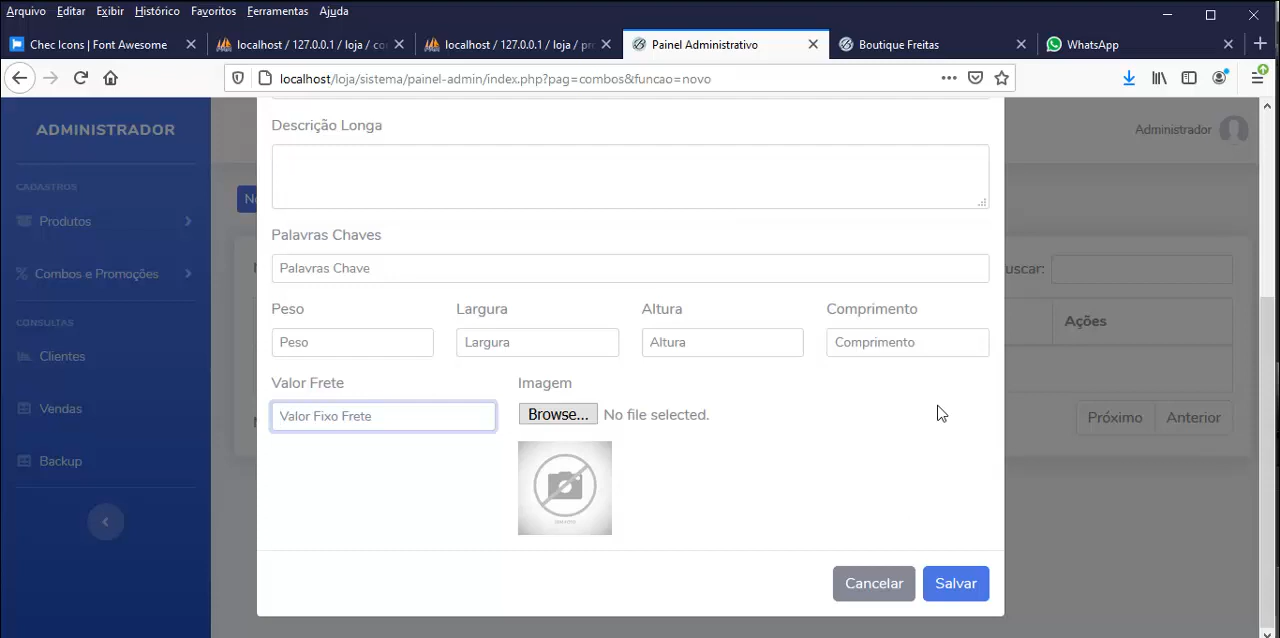 Arquivo Editar Exibir Histórico Favoritos Ferramentas Ajuda
Chec Icons | Font Awesome
localhost / 127.0.0.1 / loja / co
localhost / 127.0.0.1 / loja / pr
Painel Administrativo
Boutique Freitas
WhatsApp
localhost/loja/sistema/painel-admin/index.php?pag=combos&funcao=novo
ADMINISTRADOR
Administrador
CADASTROS
Produtos
Combos e Promoções
CONSULTAS
Clientes
Vendas
Backup
Descrição Longa
Palavras Chaves
Palavras Chave
Peso Largura Altura Comprimento
Peso Largura Altura Comprimento
Valor Frete Imagem
Valor Fixo Frete Browse... No file selected.
Cancelar Salvar
uscar:
Ações
Próximo Anterior